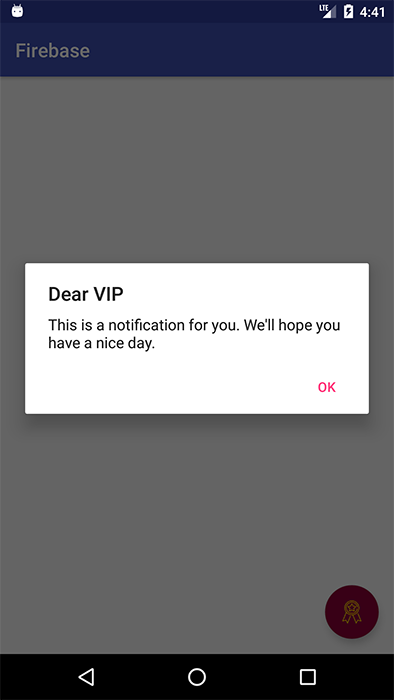 LTE 4:41
Firebase
Dear VIP
This is a notification for you. We'll hope you
have a nice day.
OK